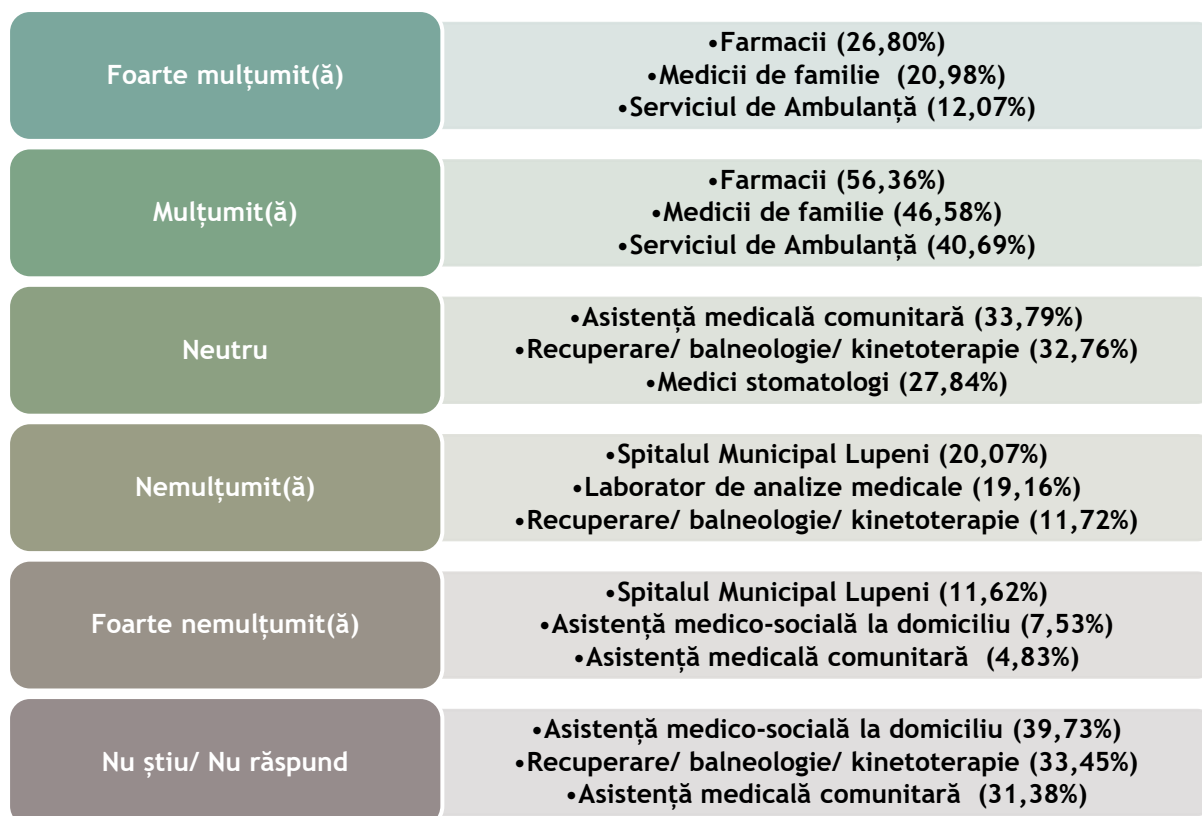 Foarte mulțumit(ă)
•Farmacii (26,80%)
•Medicii de familie  (20,98%)
•Serviciul de Ambulanță (12,07%)
Mulțumit(ă)
•Farmacii (56,36%)
•Medicii de familie (46,58%)
•Serviciul de Ambulanță (40,69%)
Neutru
•Asistență medicală comunitară (33,79%)
•Recuperare/ balneologie/ kinetoterapie (32,76%)
•Medici stomatologi (27,84%)
Nemulțumit(ă)
•Spitalul Municipal Lupeni (20,07%)
•Laborator de analize medicale (19,16%)
•Recuperare/ balneologie/ kinetoterapie (11,72%)
Foarte nemulțumit(ă)
•Spitalul Municipal Lupeni (11,62%)
•Asistență medico-socială la domiciliu (7,53%)
•Asistență medicală comunitară  (4,83%)
Nu știu/ Nu răspund
•Asistență medico-socială la domiciliu (39,73%)
•Recuperare/ balneologie/ kinetoterapie (33,45%)
•Asistență medicală comunitară  (31,38%)